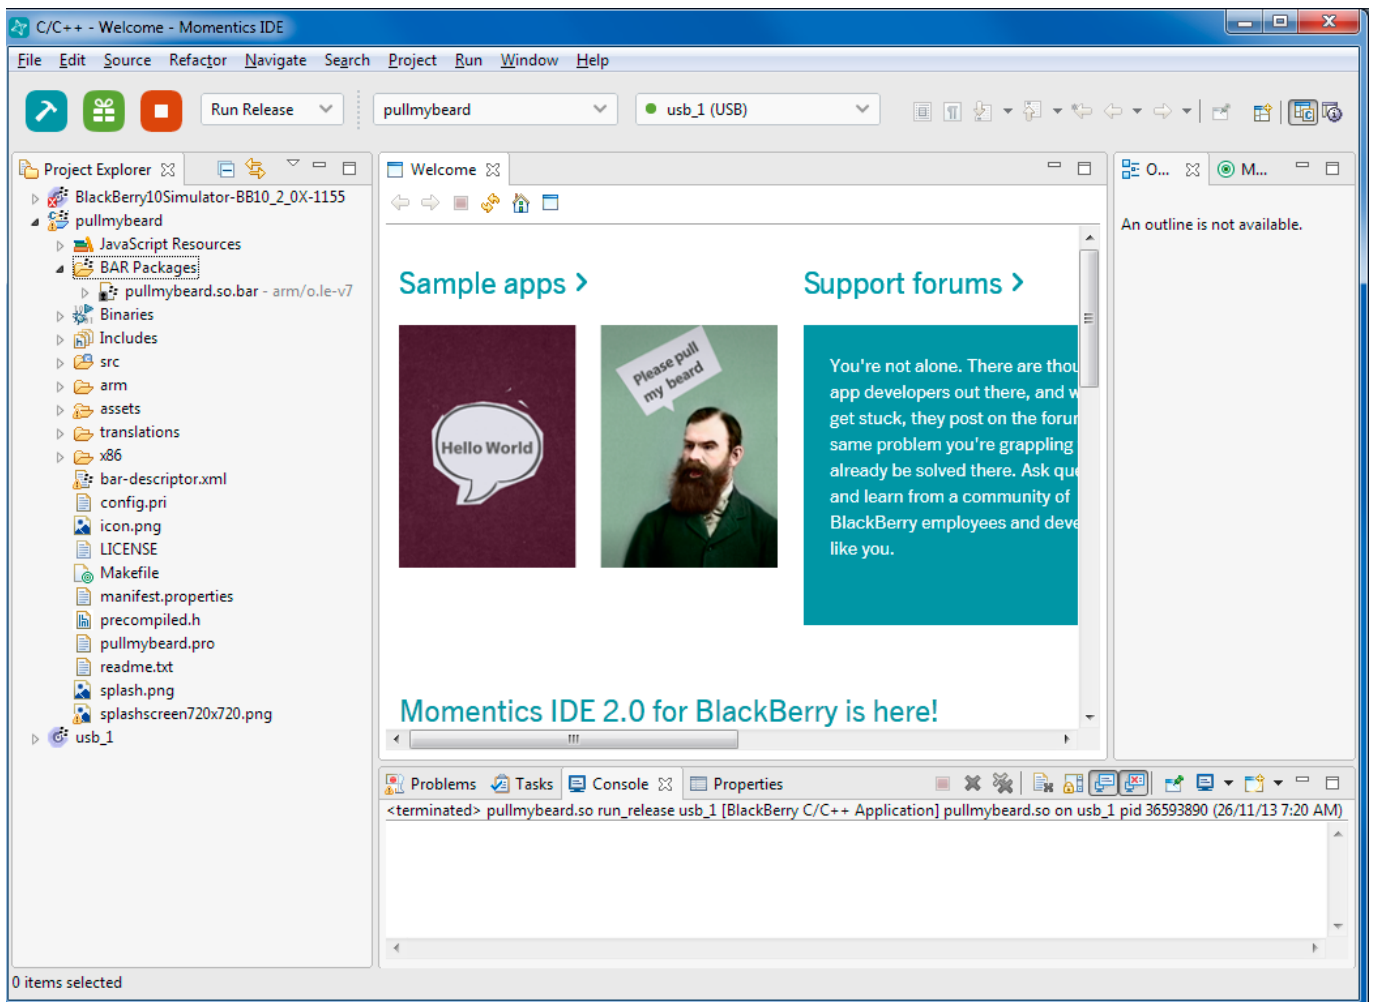 C/C++ - Welcome - Momentics IDE
File Edit Source Refactor Navigate Search Project Run Window Help
Run Release
pullmybeard
usb_1 (USB)
Project Explorer
BlackBerry10Simulator-BB10_2_0X-1155
pullmybeard
JavaScript Resources
BAR Packages
pullmybeard.so.bar - arm/o.le-v7
Binaries
Includes
src
arm
assets
translations
x86
bar-descriptor.xml
config.pri
icon.png
LICENSE
Makefile
manifest.properties
precompiled.h
pullmybeard.pro
readme.txt
splash.png
splashscreen720x720.png
usb_1
Welcome
Sample apps >
Hello World
Please pull
my beard
Support forums >
You're not alone. There are thou
app developers out there, and w
get stuck, they post on the forur
same problem you're grappling
already be solved there. Ask que
and learn from a community of
BlackBerry employees and deve
like you.
Momentics IDE 2.0 for BlackBerry is here!
O... M...
An outline is not available.
Problems Tasks Console Properties
<terminated> pullmybeard.so run_release usb_1 [BlackBerry C/C++ Application] pullmybeard.so on usb_1 pid 36593890 (26/11/13 7:20 AM)
0 items selected